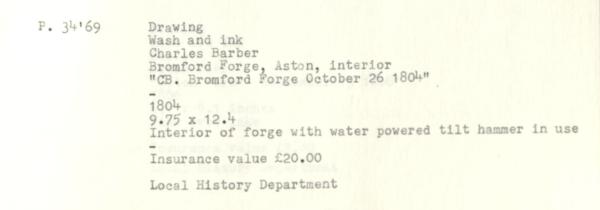 P. 34'69 Drawing
Wash and ink
Charles Barber
Bromford Forge, Aston, interior
"CB. Bromford Forge October 26 1804"
-
1804
9.75 x 12.4
Interior of forge with water powered tilt hammer in use
-
Insurance value £20.00
Local History Department